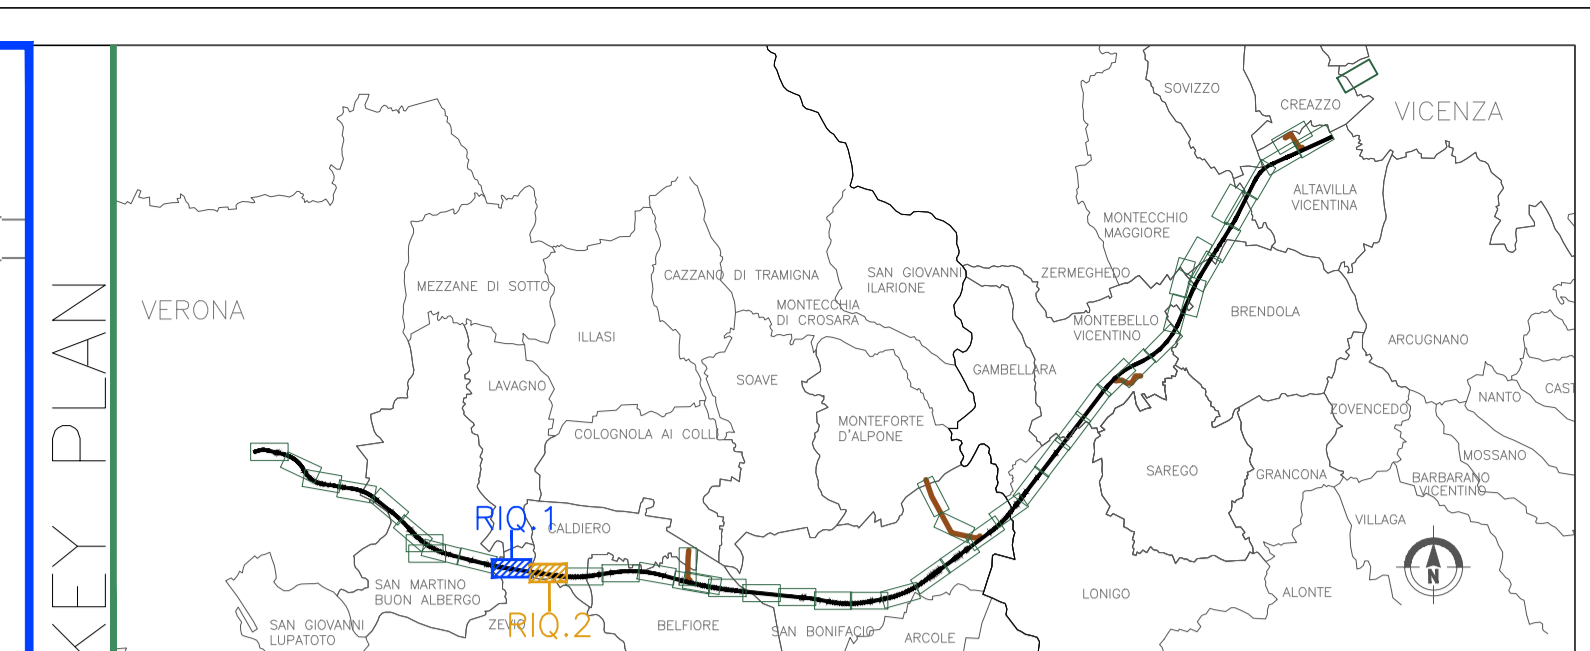 KEY PLAN
SOVIZZO
CREAZZO
VICENZA
ALTAVILLA
VICENTINA
MONTECCHIO
MAGGIORE
MEZZANE DI SOTTO
CAZZANO DI TRAMIGNA
SAN GIOVANNI
ILARIONE
ZERMEGHEDO
VERONA
MONTECCHIA
DI CROSARA
BRENDOLA
ILLASI
MONTEBELLO
VICENTINO
ARCUGNANO
LAVAGNO
SOAVE
GAMBELLARA
NANTO
CAST
ZOVENCEDO
COLOGNOLA AI COLLI
MONTEFORTE
D'ALPONE
MOSSANO
SAREGO
GRANCONA
BARBARANO
VICENTINO
RIQ.1
CALDIERO
VILLAGA
N
SAN MARTINO
BUON ALBERGO
LONIGO
ALONTE
SAN GIOVANNI
LUPATOTO
ZEVIO
RIQ.2
BELFIORE
SAN BONIFACIO
ARCOLE